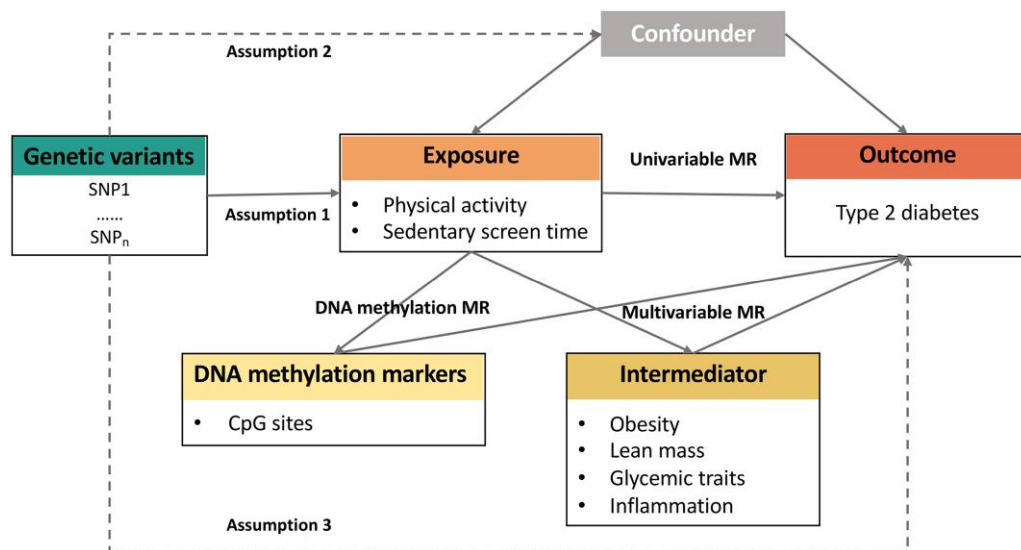 Assumption 2
Confounder
Genetic variants
SNP1
......
SNPn
Assumption 1
Exposure
• Physical activity
• Sedentary screen time
Univariable MR
Outcome
Type 2 diabetes
DNA methylation MR
Multivariable MR
DNA methylation markers
• CpG sites
Intermediator
• Obesity
• Lean mass
• Glycemic traits
• Inflammation
Assumption 3